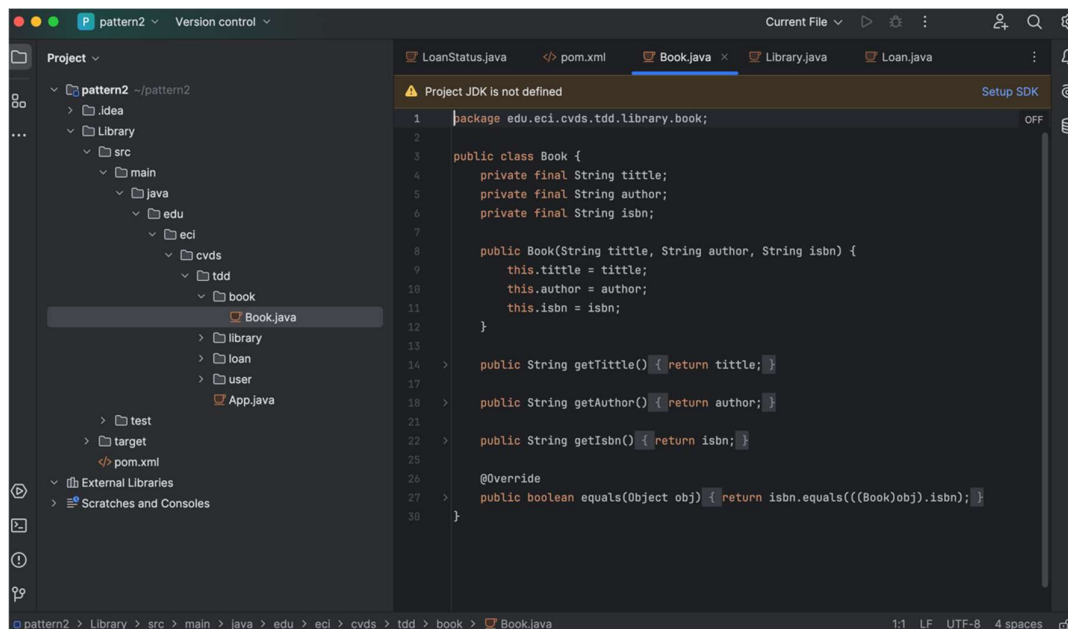 P pattern2 Version control Current File
Project
LoanStatus.java </> pom.xml Book.java × Library.java Loan.java
pattern2 ~/pattern2
.idea
Library
src
main
java
edu
eci
cvds
tdd
book
Book.java
library
loan
user
App.java
test
target
</> pom.xml
External Libraries
Scratches and Consoles
Project JDK is not defined Setup SDK
1 package edu.eci.cvds.tdd.library.book; OFF
2
3 public class Book {
4 private final String tittle;
5 private final String author;
6 private final String isbn;
7
8 public Book(String tittle, String author, String isbn) {
9 this.tittle = tittle;
10 this.author = author;
11 this.isbn = isbn;
12 }
13
14 public String getTittle() { return tittle; }
17
18 public String getAuthor() { return author; }
21
22 public String getIsbn() { return isbn; }
25
26 @Override
27 public boolean equals(Object obj) { return isbn.equals(((Book)obj).isbn); }
30 }
pattern2 > Library > src > main > java > edu > eci > cvds > tdd > book > Book.java 1:1 LF UTF-8 4 spaces